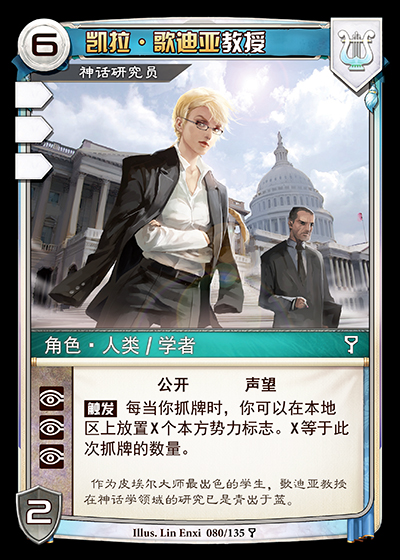 6
凯拉·歌迪亚教授
神话研究员
角色·人类/学者
公开 声望
触发 每当你抓牌时，你可以在本地
区上放置X个本方势力标志。X等于此
次抓牌的数量。
作为皮埃尔大师最出色的学生，歌迪亚教授
在神话学领域的研究已是青出于蓝。
2
Illus. Lin Enxi 080/135